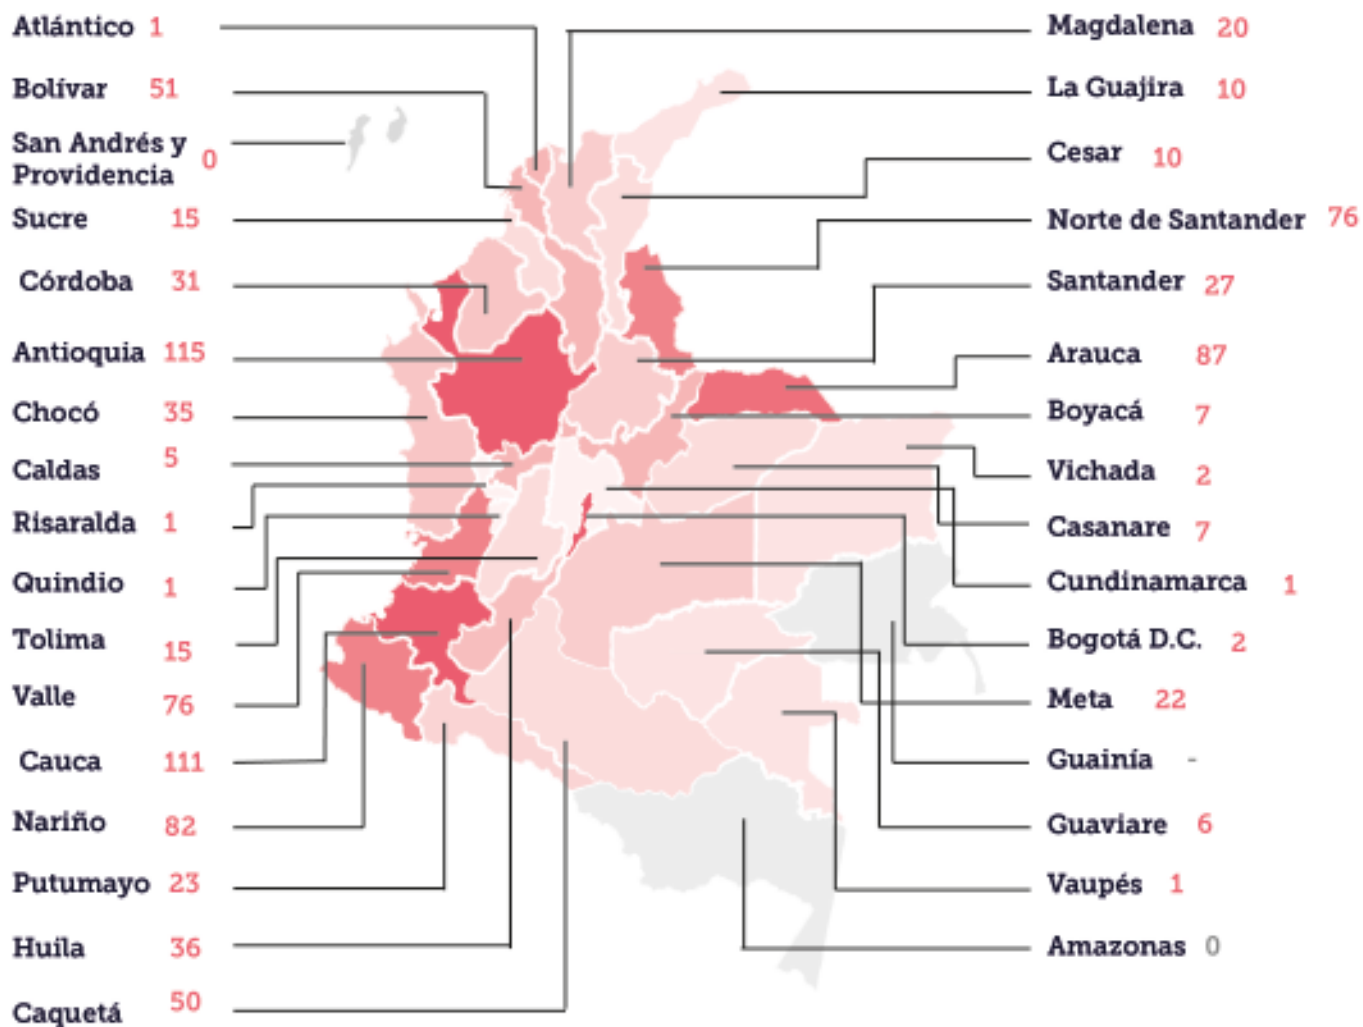 Atlántico 1
Bolívar 51
San Andrés y
Providencia 0
Sucre 15
Córdoba 31
Antioquia 115
Chocó 35
Caldas 5
Risaralda 1
Quindio 1
Tolima 15
Valle 76
Cauca 111
Nariño 82
Putumayo 23
Huila 36
Caquetá 50
Magdalena 20
La Guajira 10
Cesar 10
Norte de Santander 76
Santander 27
Arauca 87
Boyacá 7
Vichada 2
Casanare 7
Cundinamarca 1
Bogotá D.C. 2
Meta 22
Guainía -
Guaviare 6
Vaupés 1
Amazonas 0